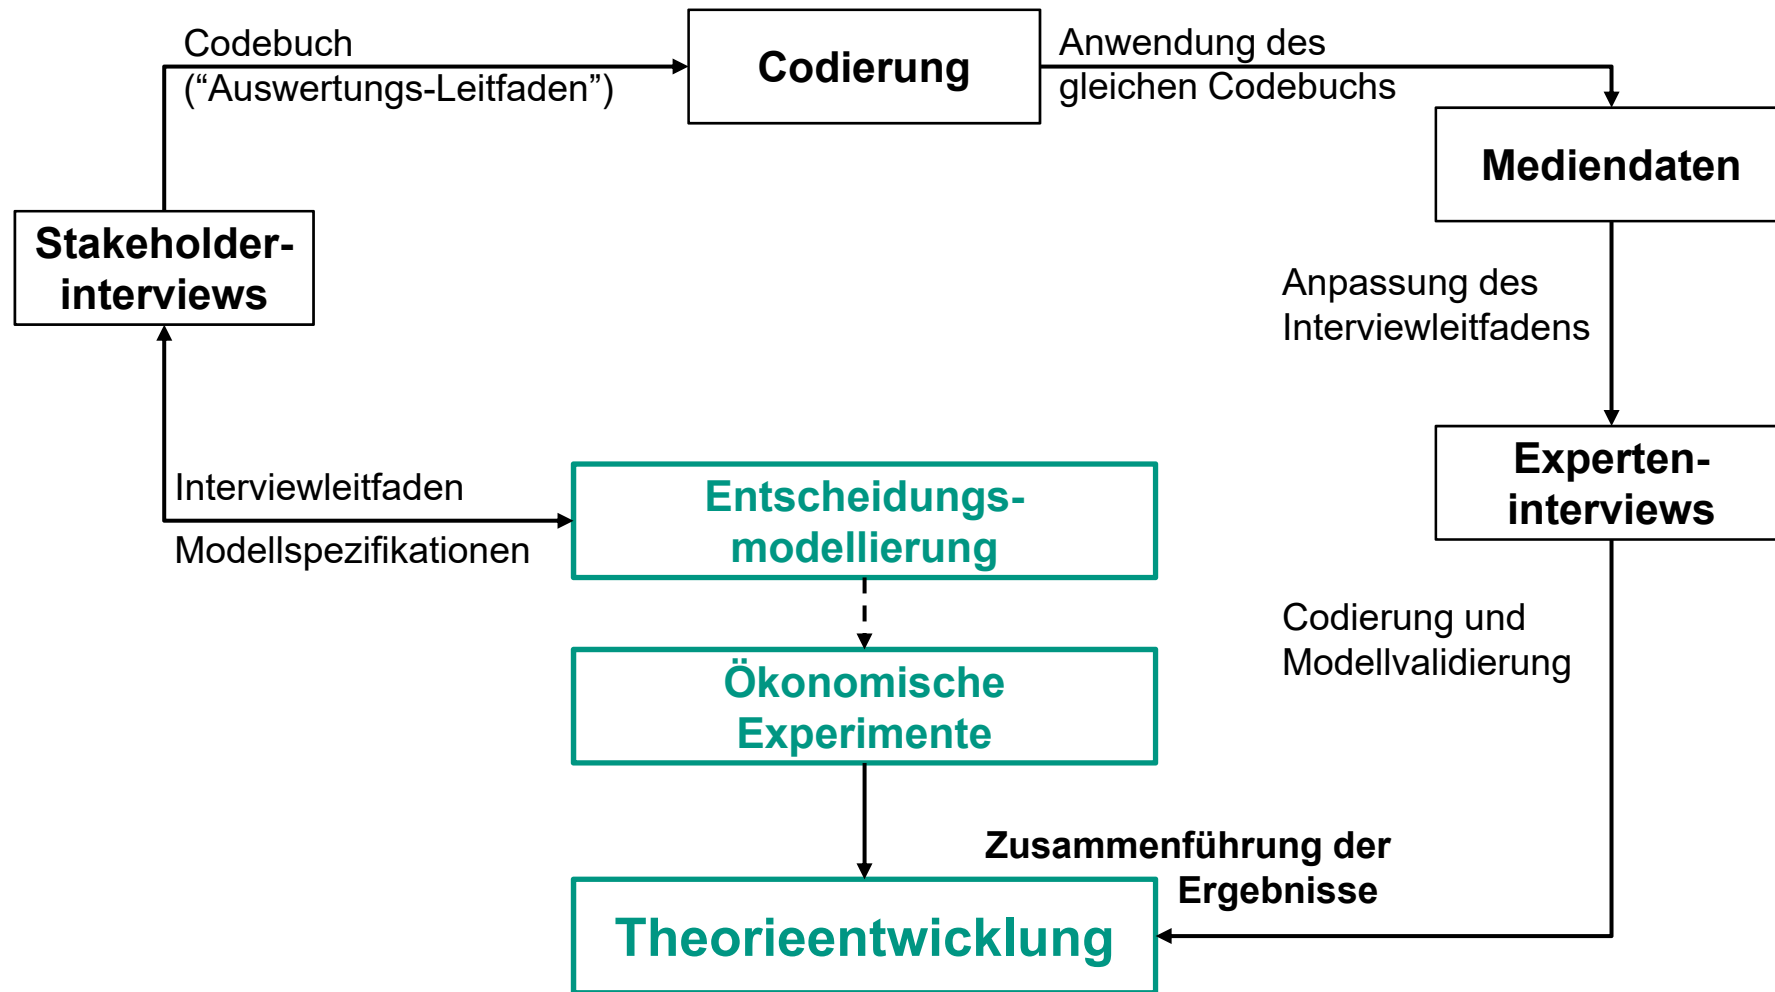 Codebuch
(“Auswertungs-Leitfaden”)
Codierung
Anwendung des
gleichen Codebuchs
Mediendaten
Stakeholder-
interviews
Anpassung des
Interviewleitfadens
Experten-
interviews
Interviewleitfaden
Modellspezifikationen
Entscheidungs-
modellierung
Ökonomische
Experimente
Codierung und
Modellvalidierung
Zusammenführung der
Ergebnisse
Theorieentwicklung